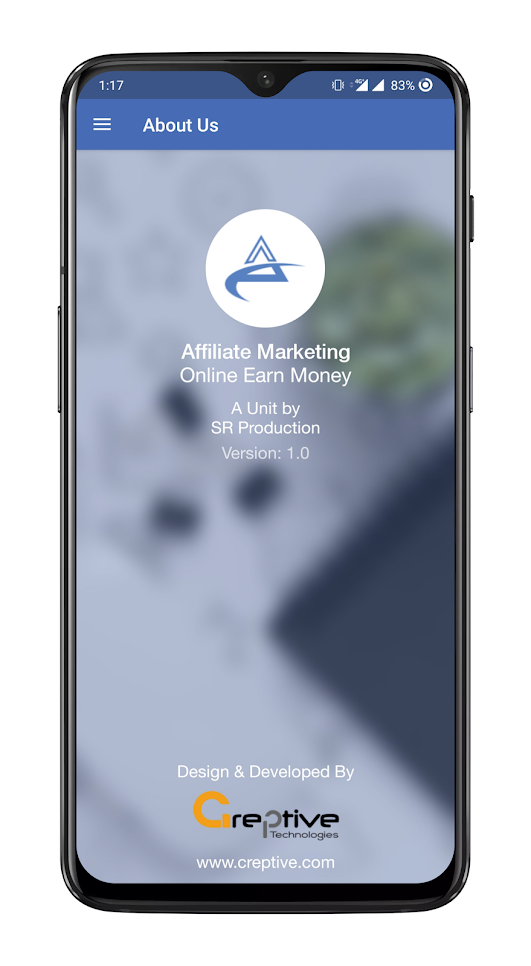 1:17
4G
83%
About Us
Affiliate Marketing
Online Earn Money
A Unit by
SR Production
Version: 1.0
Design & Developed By
Creptive
Technologies
www.creptive.com